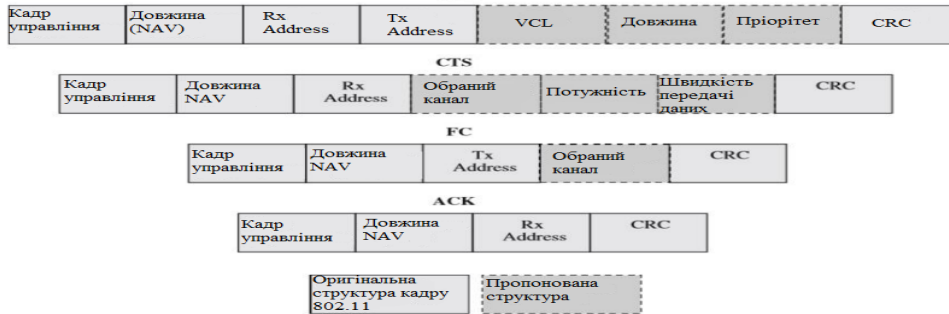 Кадр управління Довжина (NAV) Rx Address Tx Address VCL Довжина Пріорітет CRC
CTS
Кадр управління Довжина NAV Rx Address Обраний канал Потужність Швидкість передачі даних CRC
FC
Кадр управління Довжина NAV Tx Address Обраний канал CRC
ACK
Кадр управління Довжина NAV Rx Address CRC
Оригінальна структура кадру 802.11 Пропонована структура